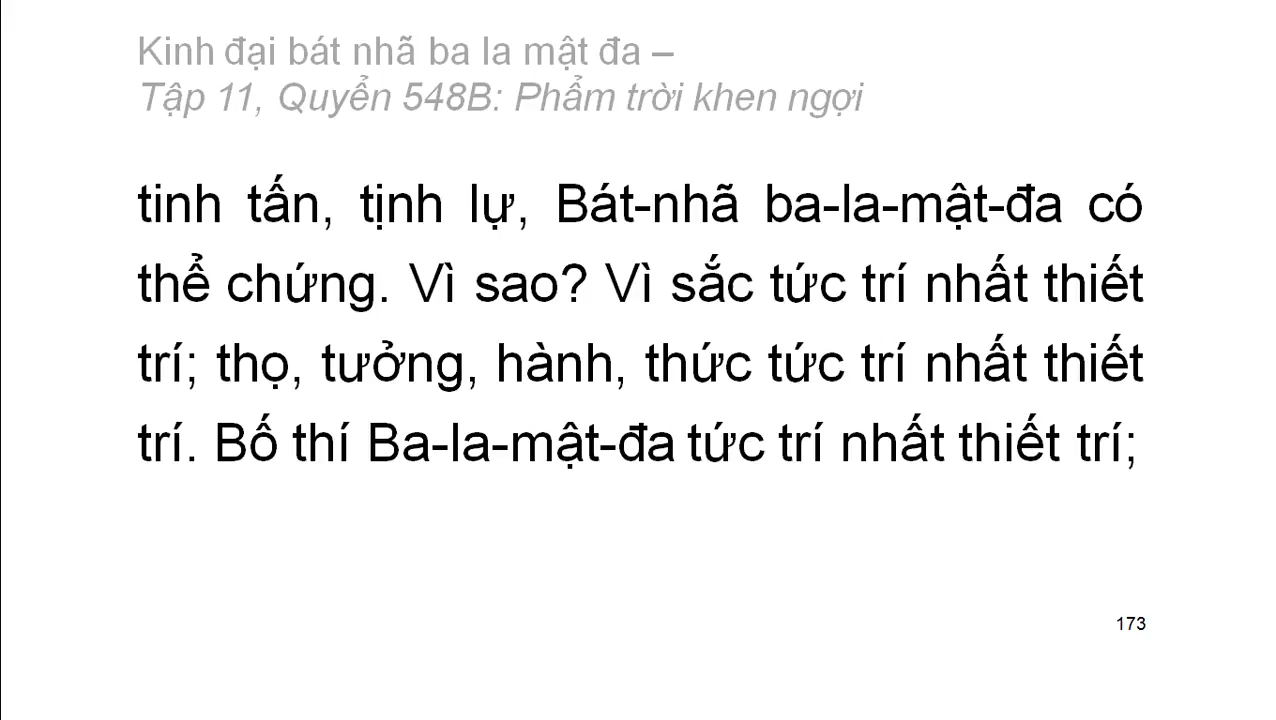 Kinh đại bát nhã ba la mật đa –
Tập 11, Quyển 548B: Phẩm trời khen ngợi
tinh tấn, tịnh lự, Bát-nhã ba-la-mật-đa có
thể chứng. Vì sao? Vì sắc tức trí nhất thiết
trí; thọ, tưởng, hành, thức tức trí nhất thiết
trí. Bố thí Ba-la-mật-đa tức trí nhất thiết trí;
173